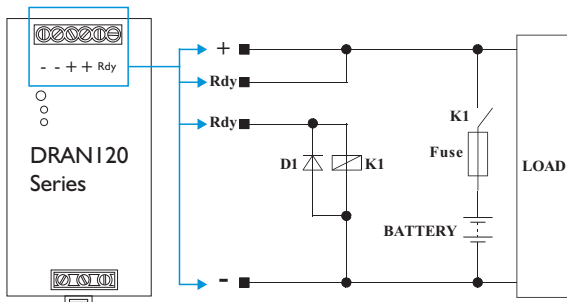 - - + + Rdy
DRAN120
Series
+
Rdy
Rdy
-
D1
K1
K1
Fuse
BATTERY
LOAD